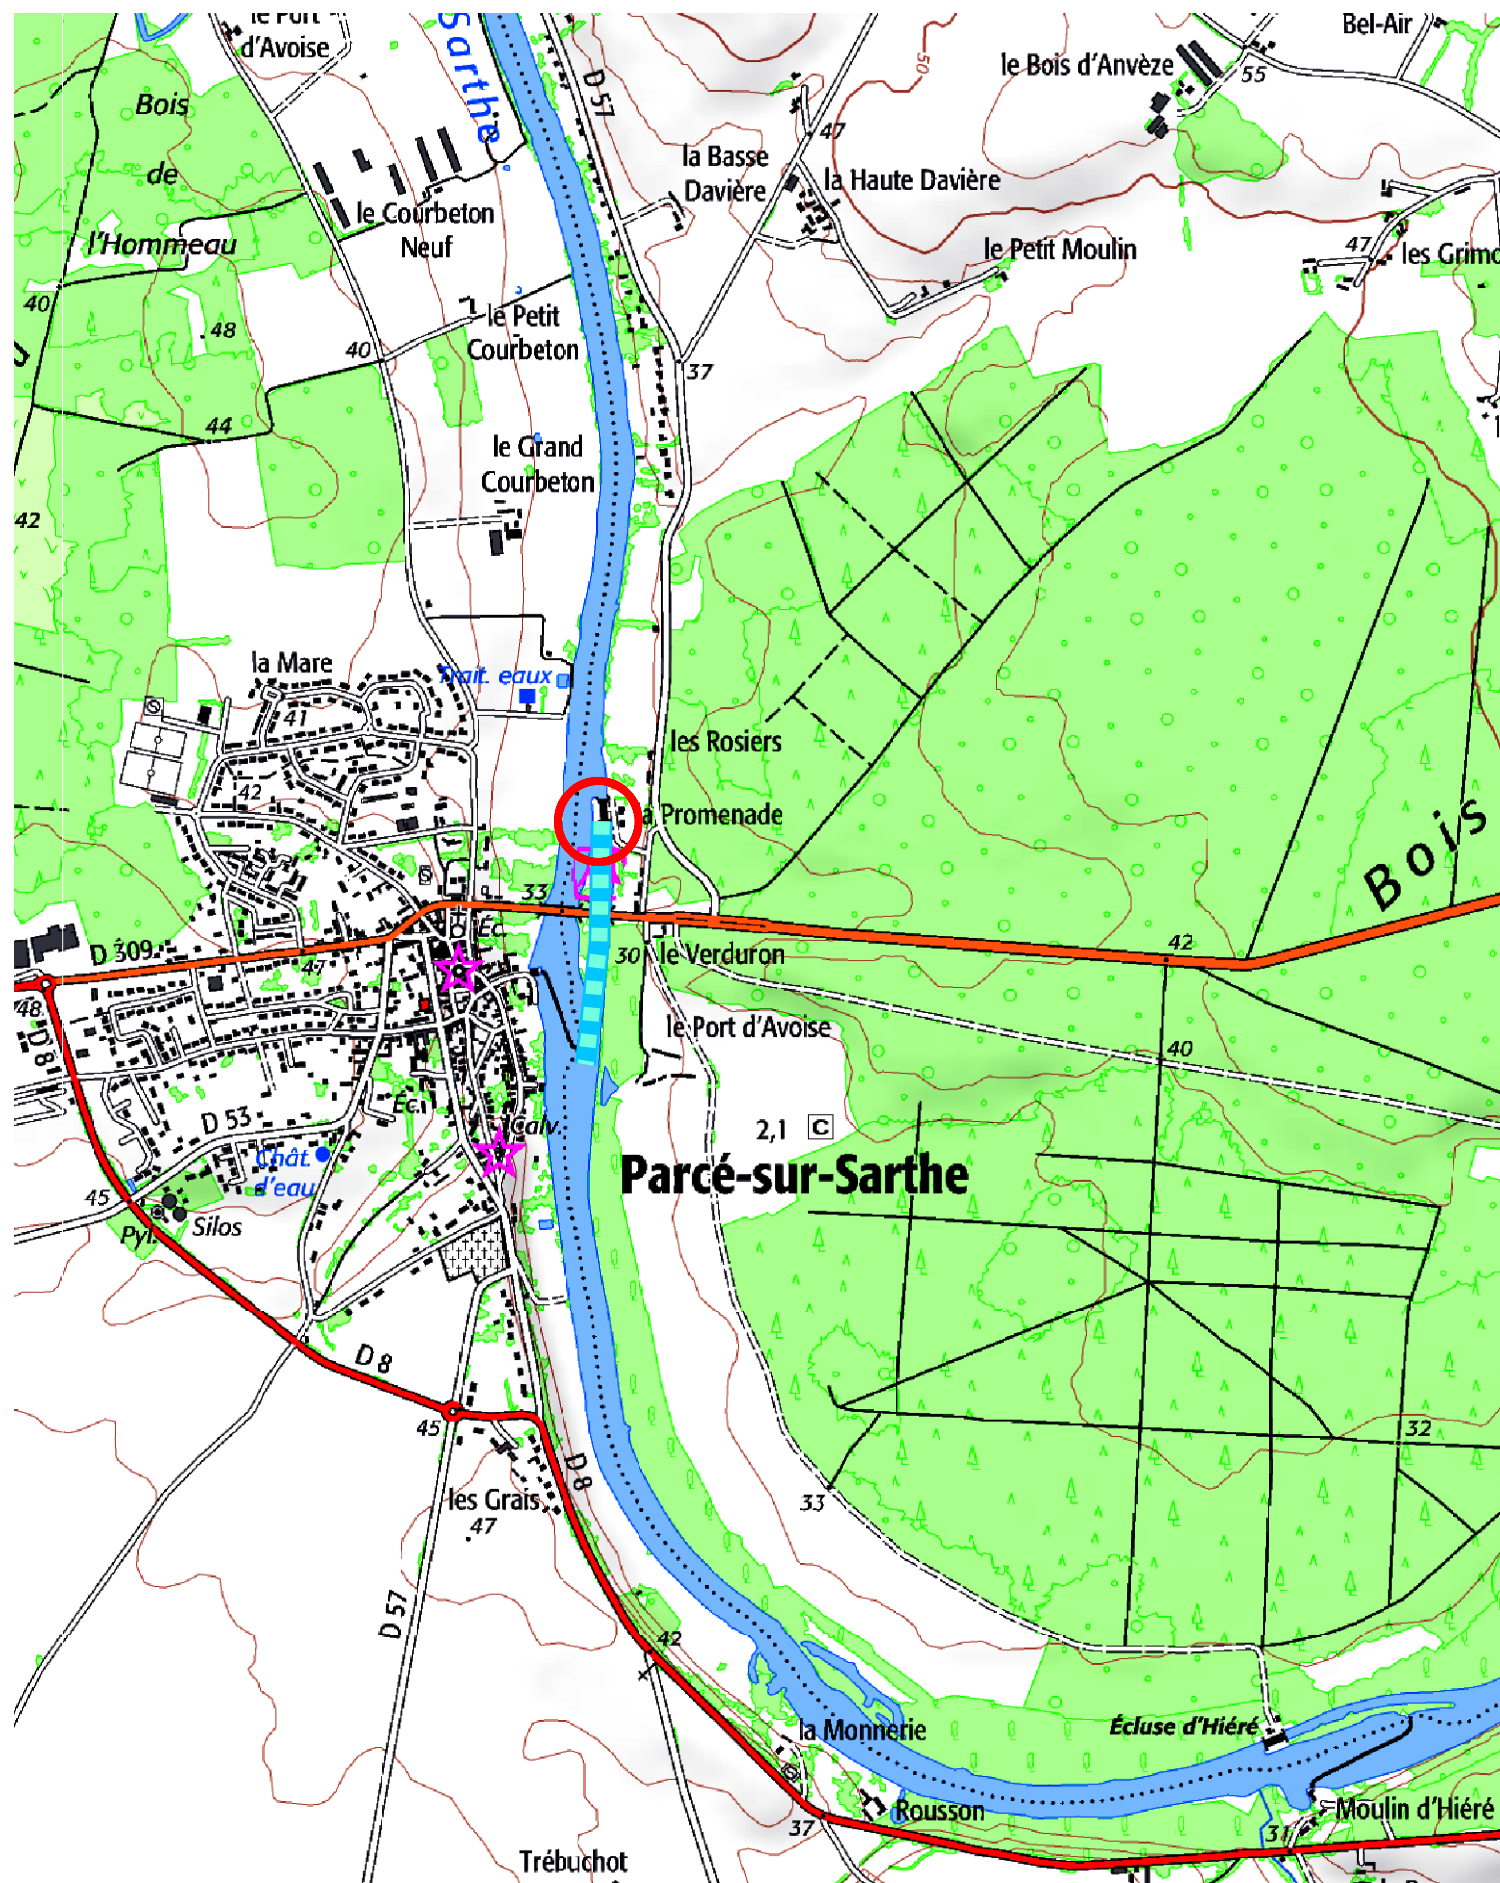 le Port
d'Avoise
Sarthe
D 57
Bel-Air
le Bois d'Anvèze
55
50
Bois
de
l'Hommeau
47
la Basse
Davière
la Haute Davière
le Courbeton
Neuf
le Petit Moulin
47
les Grimo
40
48
le Petit
Courbeton
40
37
44
le Grand
Courbeton
42
la Mare
Trait. eaux
41
les Rosiers
42
a Promenade
Bois
S
33
Éc.
D 309
30
le Verduron
42
48
D 8
le Port d'Avoise
40
Éc.
D 53
Calv.
2,1 C
Chât.
d'eau
Parcé-sur-Sarthe
45
Pyl.
Silos
D 8
45
32
D 8
les Grais
47
33
D 57
42
la Monnerie
Écluse d'Hiéré
Rousson
Moulin d'Hiéré
37
31
Trébuchot